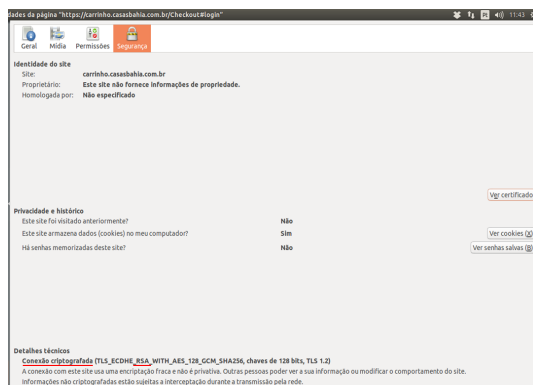 dades da página "https://carrinho.casasbahia.com.br/Checkout#login"
Pt 11:43
Geral Mídia Permissões Segurança
Identidade do site
Site: carrinho.casasbahia.com.br
Proprietário: Este site não fornece informações de propriedade.
Homologada por: Não especificado
Ver certificado
Privacidade e histórico
Este site foi visitado anteriormente? Não
Este site armazena dados (cookies) no meu computador? Sim Ver cookies (X)
Há senhas memorizadas deste site? Não Ver senhas salvas (B)
Detalhes técnicos
Conexão criptografada (TLS_ECDHE_RSA_WITH_AES_128_GCM_SHA256, chaves de 128 bits, TLS 1.2)
A conexão com este site usa uma encriptação fraca e não é privativa. Outras pessoas poder ver a sua informação ou modificar o comportamento do site.
Informações não criptografadas estão sujeitas a interceptação durante a transmissão pela rede.